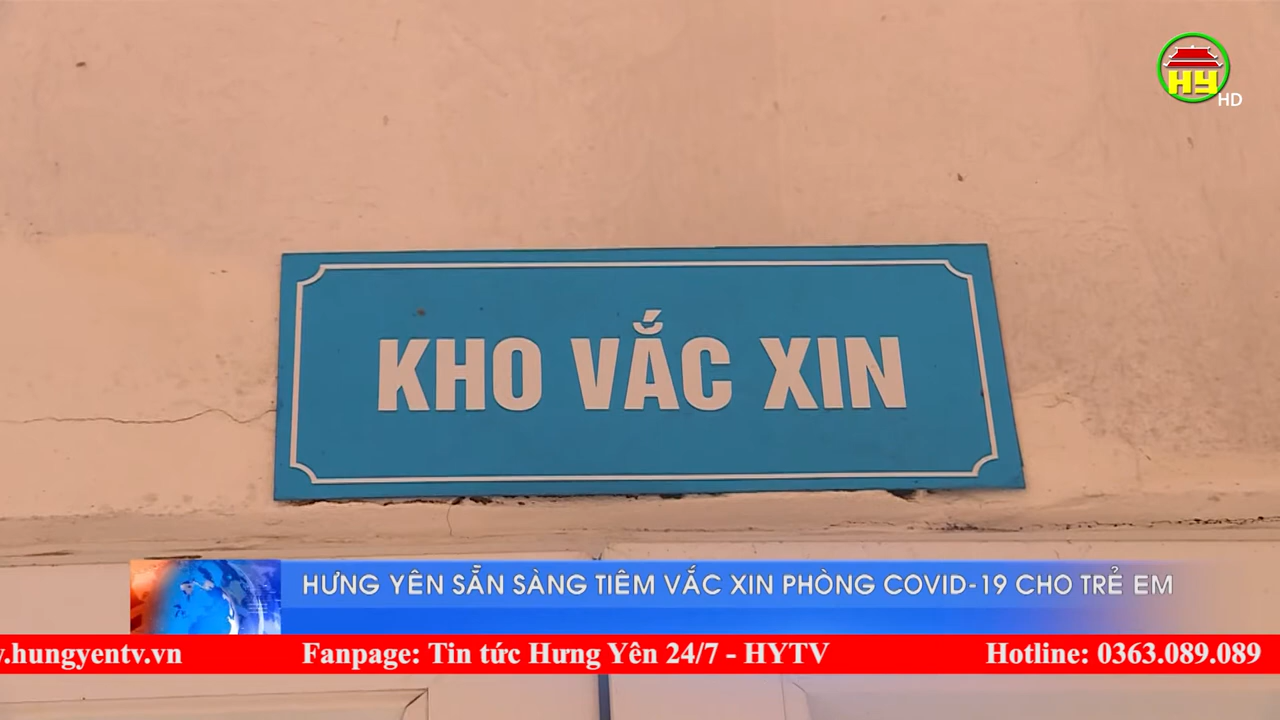 HY
HD
KHO VẮC XIN
HƯNG YÊN SẴN SÀNG TIÊM VẮC XIN PHÒNG COVID-19 CHO TRẺ EM
.hungyentv.vn Fanpage: Tin tức Hưng Yên 24/7 - HYTV Hotline: 0363.089.089